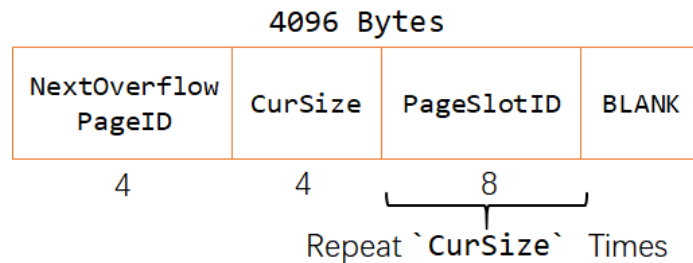 4096 Bytes
NextOverflow
PageID
CurSize
PageSlotID
BLANK
4
4
8
Repeat `CurSize` Times